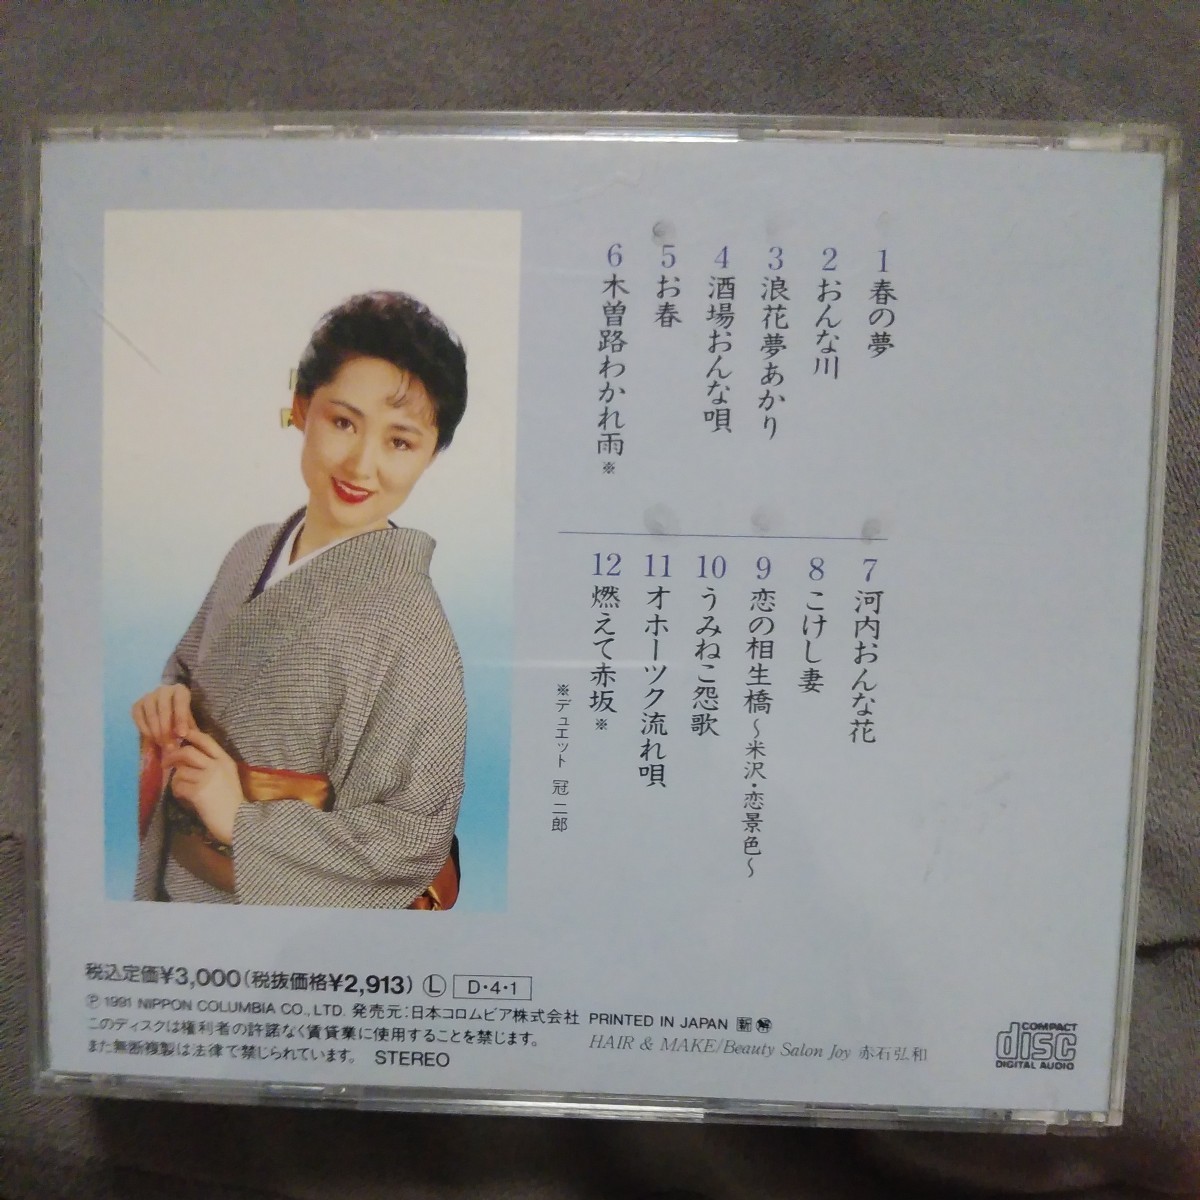 1 春の夢
2 おんな川
3 浪花夢あかり
4 酒場おんな唄
5 お春
6 木曽路わかれ雨※
7 河内おんな花
8 こけし妻
9 恋の相生橋～米沢・恋景色～
10 うみねこ怨歌
11 オホーツク流れ唄
12 燃えて赤坂※
※デュエット 冠二郎
税込定価¥3,000(税抜価格¥2,913) Ⓛ D・4・1
Ⓟ 1991 NIPPON COLUMBIA CO., LTD. 発売元:日本コロムビア株式会社 PRINTED IN JAPAN
このディスクは権利者の許諾なく賃貸業に使用することを禁じます。
また無断複製は法律で禁じられています。 STEREO
HAIR & MAKE/Beauty Salon Joy 赤石弘和
COMPACT
disc
DIGITAL AUDIO